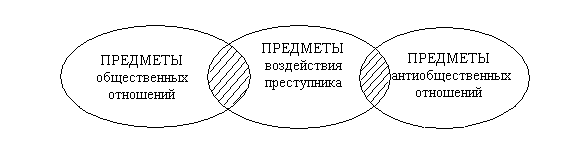 ПРЕДМЕТЫ
общественных
отношений
ПРЕДМЕТЫ
воздействия
преступника
ПРЕДМЕТЫ
антиобщественных
отношений